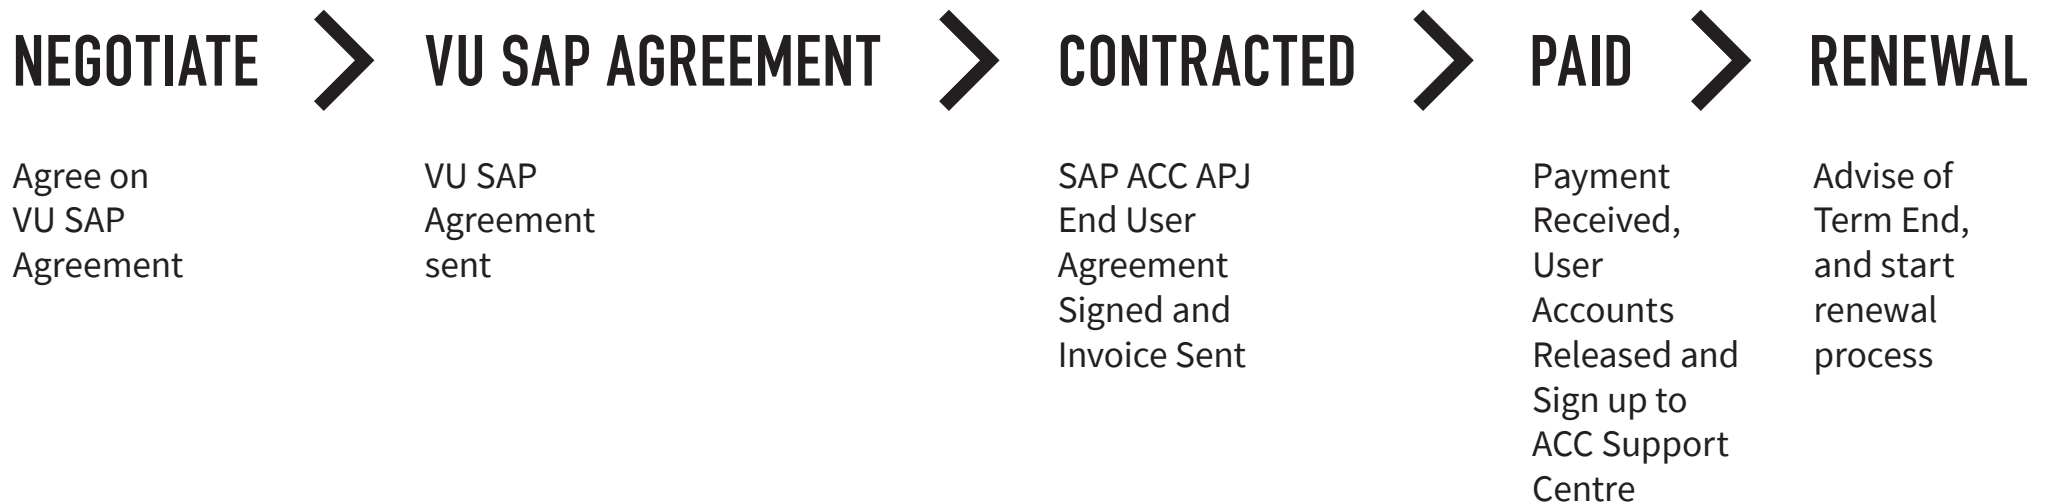 NEGOTIATE
VU SAP AGREEMENT
CONTRACTED
PAID
RENEWAL
Agree on
VU SAP
Agreement
VU SAP
Agreement
sent
SAP ACC APJ
End User
Agreement
Signed and
Invoice Sent
Payment
Received,
User
Accounts
Released and
Sign up to
ACC Support
Centre
Advise of
Term End,
and start
renewal
process